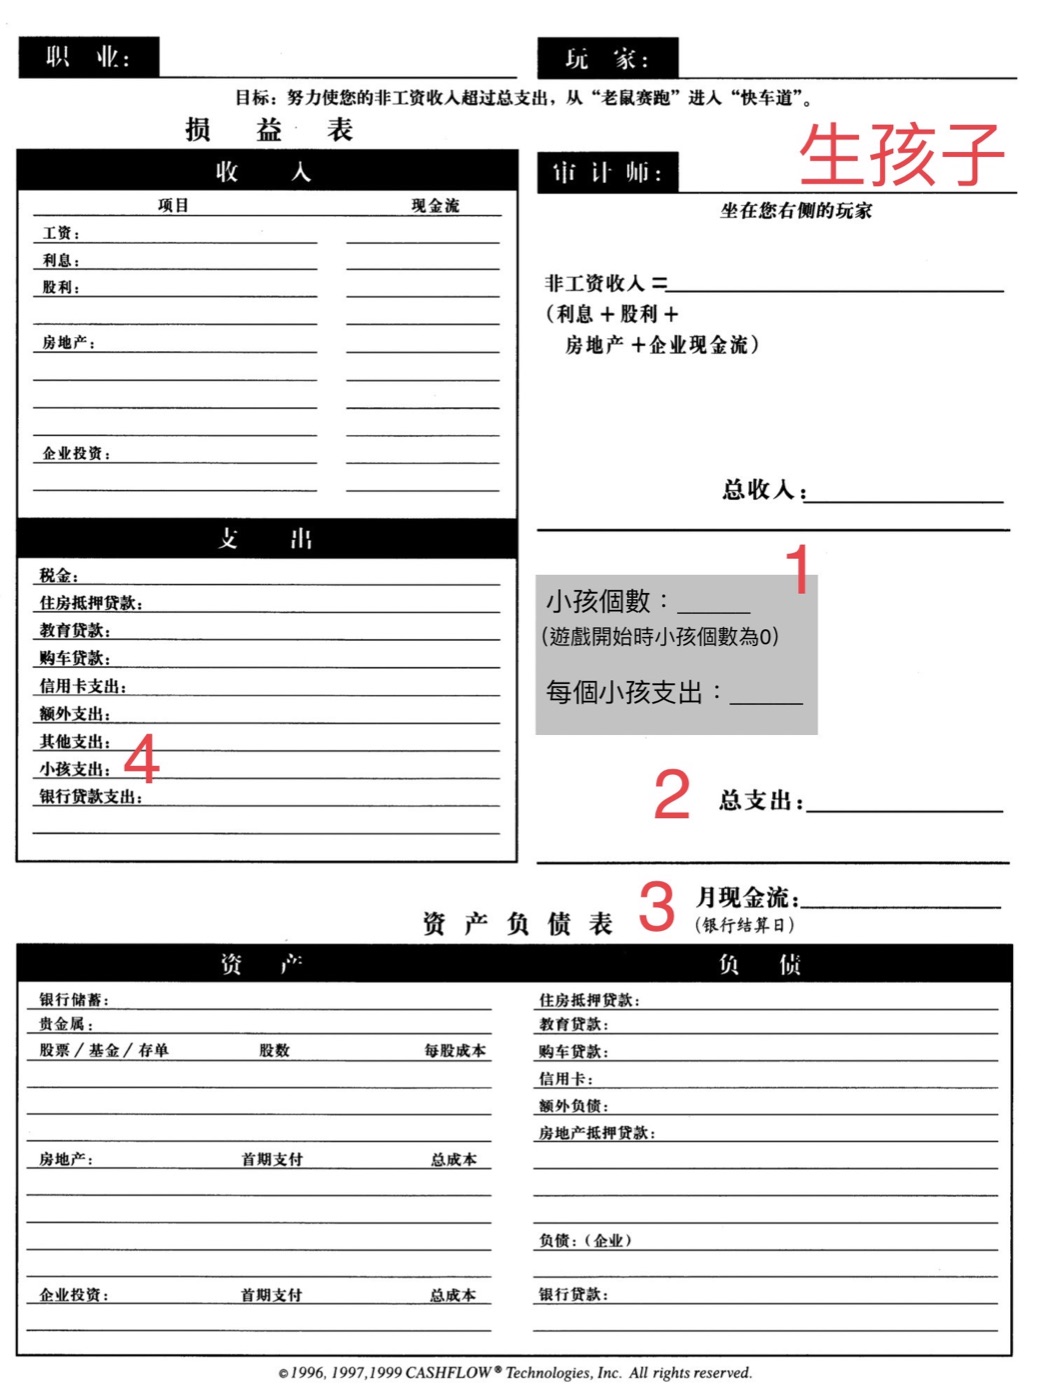 职 业：
玩 家：
目标：努力使您的非工资收入超过总支出，从“老鼠赛跑”进入“快车道”。
损 益 表
生孩子
收 入
审 计 师：
坐在您右侧的玩家
项目 现金流
工资：
利息：
股利：
房地产：
企业投资：
非工资收入＝
（利息＋股利＋
房地产＋企业现金流）
总收入：
支 出
税金：
住房抵押贷款：
教育贷款：
购车贷款：
信用卡支出：
额外支出：
其他支出：
小孩支出： 4
银行贷款支出：
1
小孩個數：_____
（遊戲開始時小孩個數為0）
每個小孩支出：_____
2 总支出：
3 月现金流：
（银行结算日）
资 产 负 债 表
资 产
银行储蓄：
贵金属：
股票／基金／存单 股数 每股成本
房地产： 首期支付 总成本
企业投资： 首期支付 总成本
负 债
住房抵押贷款：
教育贷款：
购车贷款：
信用卡：
额外负债：
房地产抵押贷款：
负债：（企业）
银行贷款：
©1996, 1997,1999 CASHFLOW® Technologies, Inc. All rights reserved.